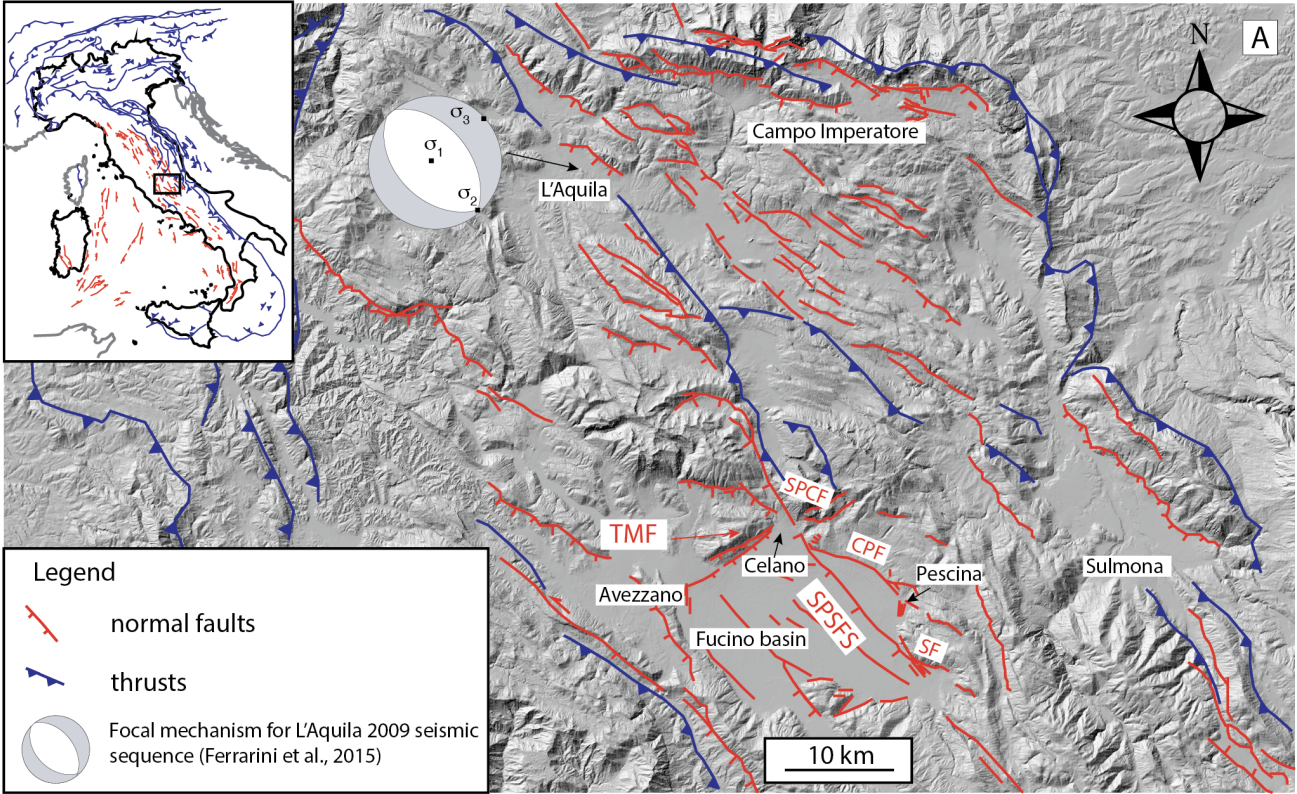 N
A
σ3
σ1
σ2
Campo Imperatore
L'Aquila
SPCF
TMF
CPF
Celano
Pescina
Sulmona
Avezzano
SPSFS
Fucino basin
SF
10 km
Legend
normal faults
thrusts
Focal mechanism for L'Aquila 2009 seismic
sequence (Ferrarini et al., 2015)